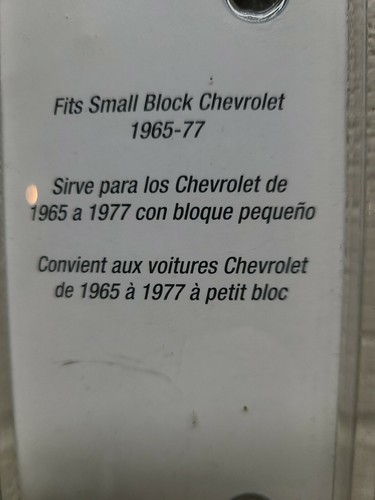 Fits Small Block Chevrolet
1965-77
Sirve para los Chevrolet de
1965 a 1977 con bloque pequeño
Convient aux voitures Chevrolet
de 1965 à 1977 à petit bloc